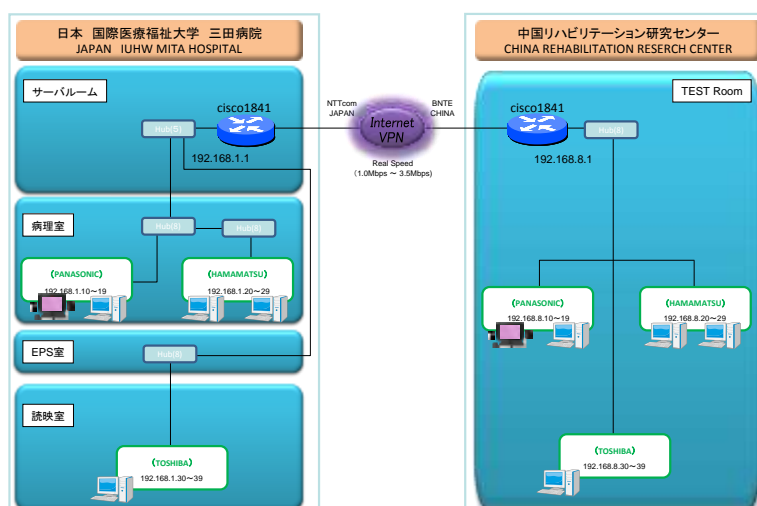 日本 国際医療福祉大学 三田病院
JAPAN IUHW MITA HOSPITAL
サーバルーム
cisco1841
Hub(5)
192.168.1.1
病理室
Hub(8)
Hub(8)
(PANASONIC)
192.168.1.10～19
(HAMAMATSU)
192.168.1.20～29
EPS室
Hub(8)
読映室
(TOSHIBA)
192.168.1.30～39
NTTcom
JAPAN
BNTE
CHINA
Internet
VPN
Real Speed
(1.0Mbps ～ 3.5Mbps)
中国リハビリテーション研究センター
CHINA REHABILITATION RESERCH CENTER
TEST Room
cisco1841
Hub(8)
192.168.8.1
(PANASONIC)
192.168.8.10～19
(HAMAMATSU)
192.168.8.20～29
(TOSHIBA)
192.168.8.30～39